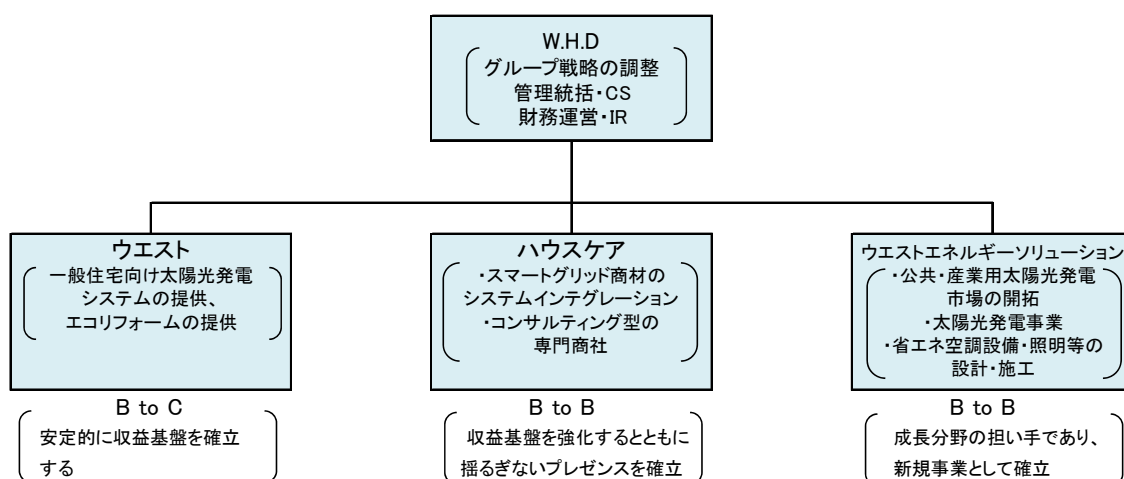 W.H.D
グループ戦略の調整
管理統括・CS
財務運営・IR
ウエスト
一般住宅向け太陽光発電
システムの提供、
エコリフォームの提供
B to C
安定的に収益基盤を確立
する
ハウスケア
・スマートグリッド商材の
システムインテグレーション
・コンサルティング型の
専門商社
B to B
収益基盤を強化するとともに
揺るぎないプレゼンスを確立
ウエストエネルギーソリューション
・公共・産業用太陽光発電
市場の開拓
・太陽光発電事業
・省エネ空調設備・照明等の
設計・施工
B to B
成長分野の担い手であり、
新規事業として確立